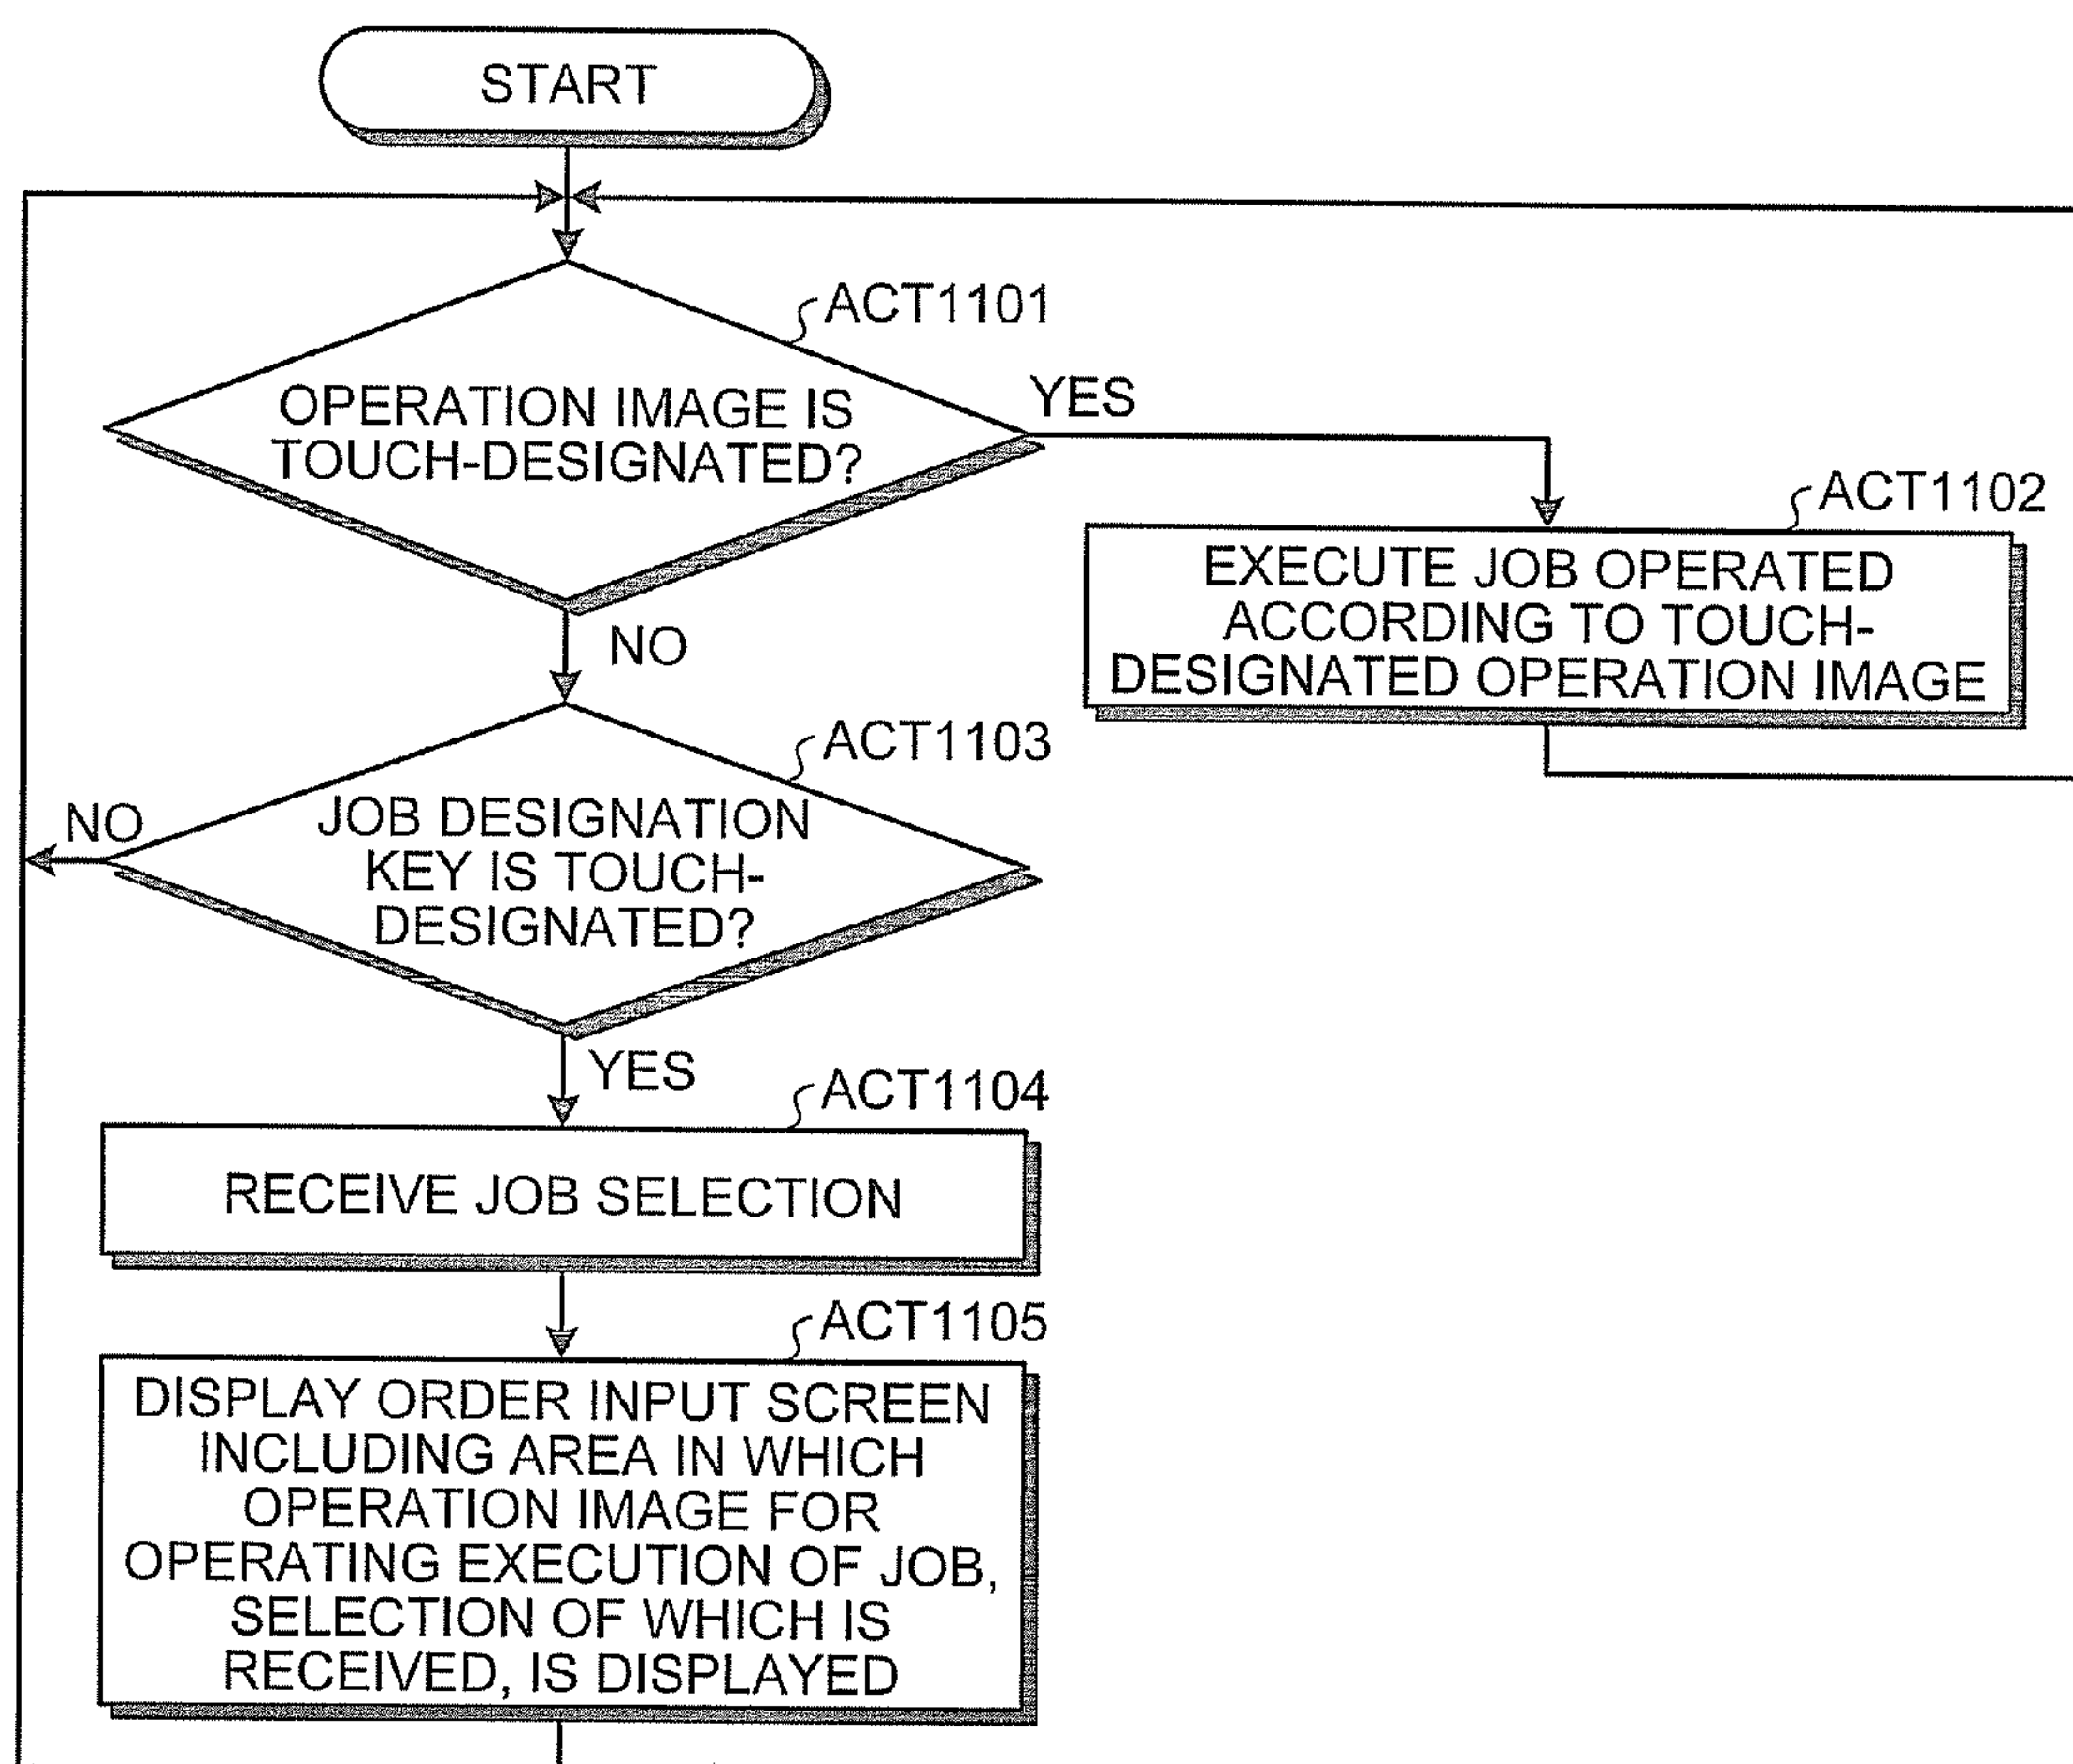 START
ACT1101
OPERATION IMAGE IS
TOUCH-DESIGNATED?
YES
ACT1102
EXECUTE JOB OPERATED
ACCORDING TO TOUCH-
DESIGNATED OPERATION IMAGE
NO
ACT1103
NO
JOB DESIGNATION
KEY IS TOUCH-
DESIGNATED?
YES
ACT1104
RECEIVE JOB SELECTION
ACT1105
DISPLAY ORDER INPUT SCREEN
INCLUDING AREA IN WHICH
OPERATION IMAGE FOR
OPERATING EXECUTION OF JOB,
SELECTION OF WHICH IS
RECEIVED, IS DISPLAYED